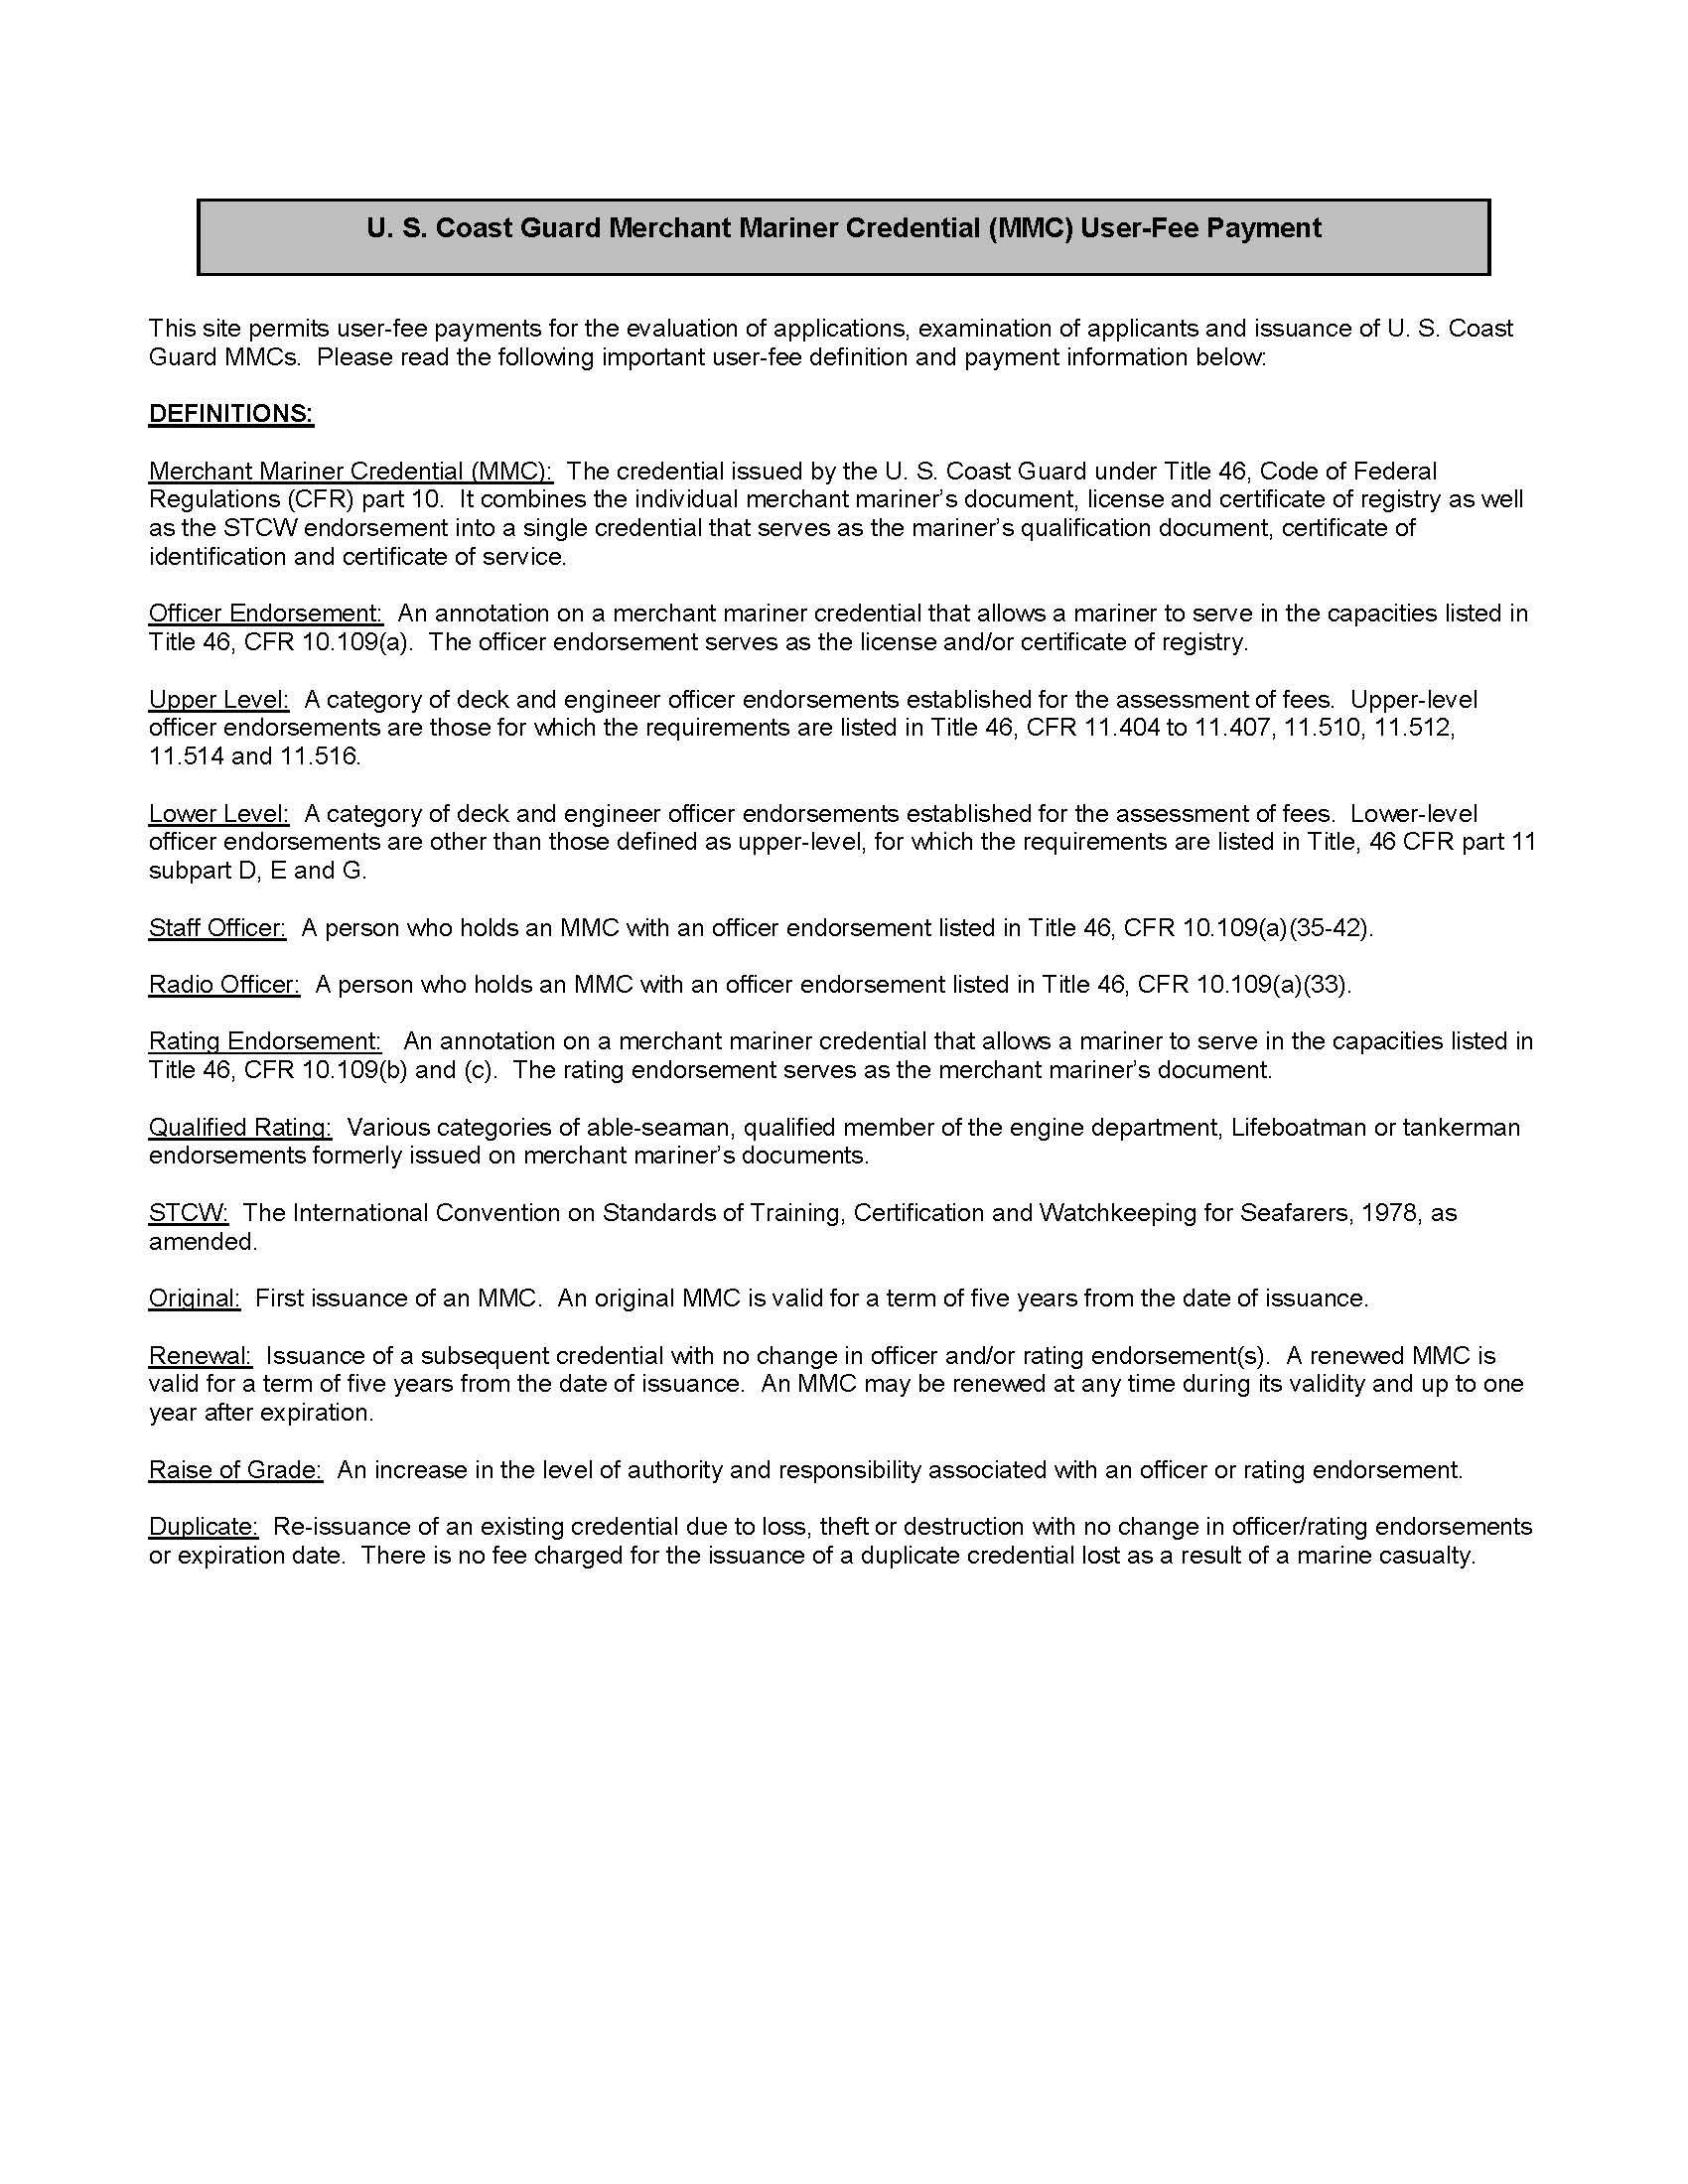 U. S. Coast Guard Merchant Mariner Credential (MMC) User-Fee Payment
This site permits user-fee payments for the evaluation of applications, examination of applicants and issuance of U. S. Coast
Guard MMCs.  Please read the following important user-fee definition and payment information below:
DEFINITIONS:
Merchant Mariner Credential (MMC):  The credential issued by the U. S. Coast Guard under Title 46, Code of Federal
Regulations (CFR) part 10.  It combines the individual merchant mariner’s document, license and certificate of registry as well
as the STCW endorsement into a single credential that serves as the mariner’s qualification document, certificate of
identification and certificate of service.
Officer Endorsement:  An annotation on a merchant mariner credential that allows a mariner to serve in the capacities listed in
Title 46, CFR 10.109(a).  The officer endorsement serves as the license and/or certificate of registry.
Upper Level:  A category of deck and engineer officer endorsements established for the assessment of fees.  Upper-level
officer endorsements are those for which the requirements are listed in Title 46, CFR 11.404 to 11.407, 11.510, 11.512,
11.514 and 11.516.
Lower Level:  A category of deck and engineer officer endorsements established for the assessment of fees.  Lower-level
officer endorsements are other than those defined as upper-level, for which the requirements are listed in Title, 46 CFR part 11
subpart D, E and G.
Staff Officer:  A person who holds an MMC with an officer endorsement listed in Title 46, CFR 10.109(a)(35-42).
Radio Officer:  A person who holds an MMC with an officer endorsement listed in Title 46, CFR 10.109(a)(33).
Rating Endorsement:   An annotation on a merchant mariner credential that allows a mariner to serve in the capacities listed in
Title 46, CFR 10.109(b) and (c).  The rating endorsement serves as the merchant mariner’s document.
Qualified Rating:  Various categories of able-seaman, qualified member of the engine department, Lifeboatman or tankerman
endorsements formerly issued on merchant mariner’s documents.
STCW:  The International Convention on Standards of Training, Certification and Watchkeeping for Seafarers, 1978, as
amended.
Original:  First issuance of an MMC.  An original MMC is valid for a term of five years from the date of issuance.
Renewal:  Issuance of a subsequent credential with no change in officer and/or rating endorsement(s).  A renewed MMC is
valid for a term of five years from the date of issuance.  An MMC may be renewed at any time during its validity and up to one
year after expiration.
Raise of Grade:  An increase in the level of authority and responsibility associated with an officer or rating endorsement.
Duplicate:  Re-issuance of an existing credential due to loss, theft or destruction with no change in officer/rating endorsements
or expiration date.  There is no fee charged for the issuance of a duplicate credential lost as a result of a marine casualty.